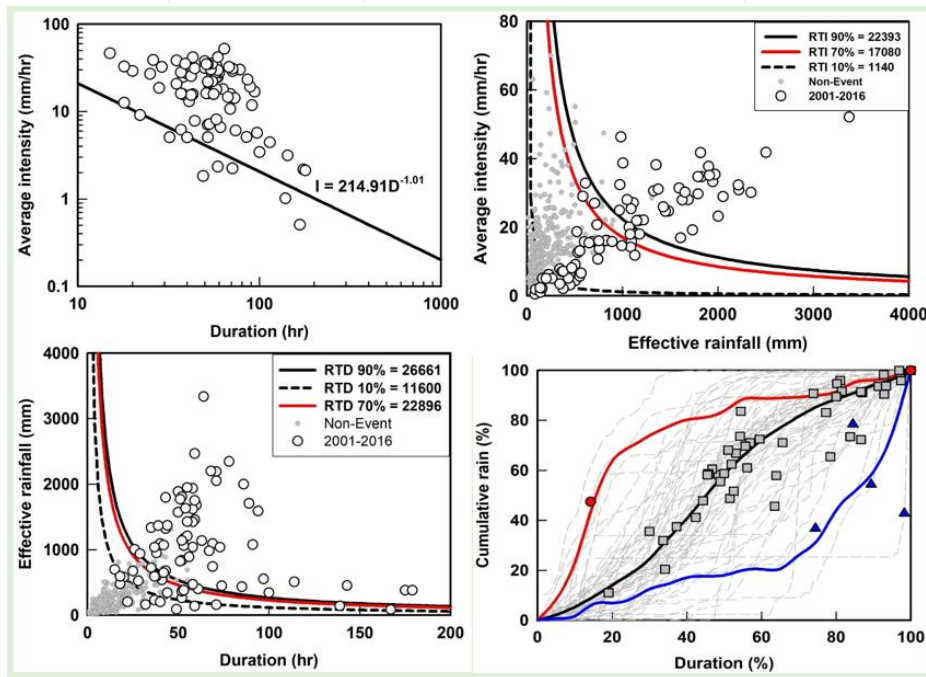 100
10
1
0.1
Average intensity (mm/hr)
I = 214.91D-1.01
10 100 1000
Duration (hr)
80
60
40
20
0
Average intensity (mm/hr)
RTI 90% = 22393
RTI 70% = 17080
RTI 10% = 1140
Non-Event
2001-2016
0 1000 2000 3000 4000
Effective rainfall (mm)
4000
3000
2000
1000
0
Effective rainfall (mm)
RTD 90% = 26661
RTD 10% = 11600
RTD 70% = 22896
Non-Event
2001-2016
0 50 100 150 200
Duration (hr)
100
80
60
40
20
0
Cumulative rain (%)
0 20 40 60 80 100
Duration (%)